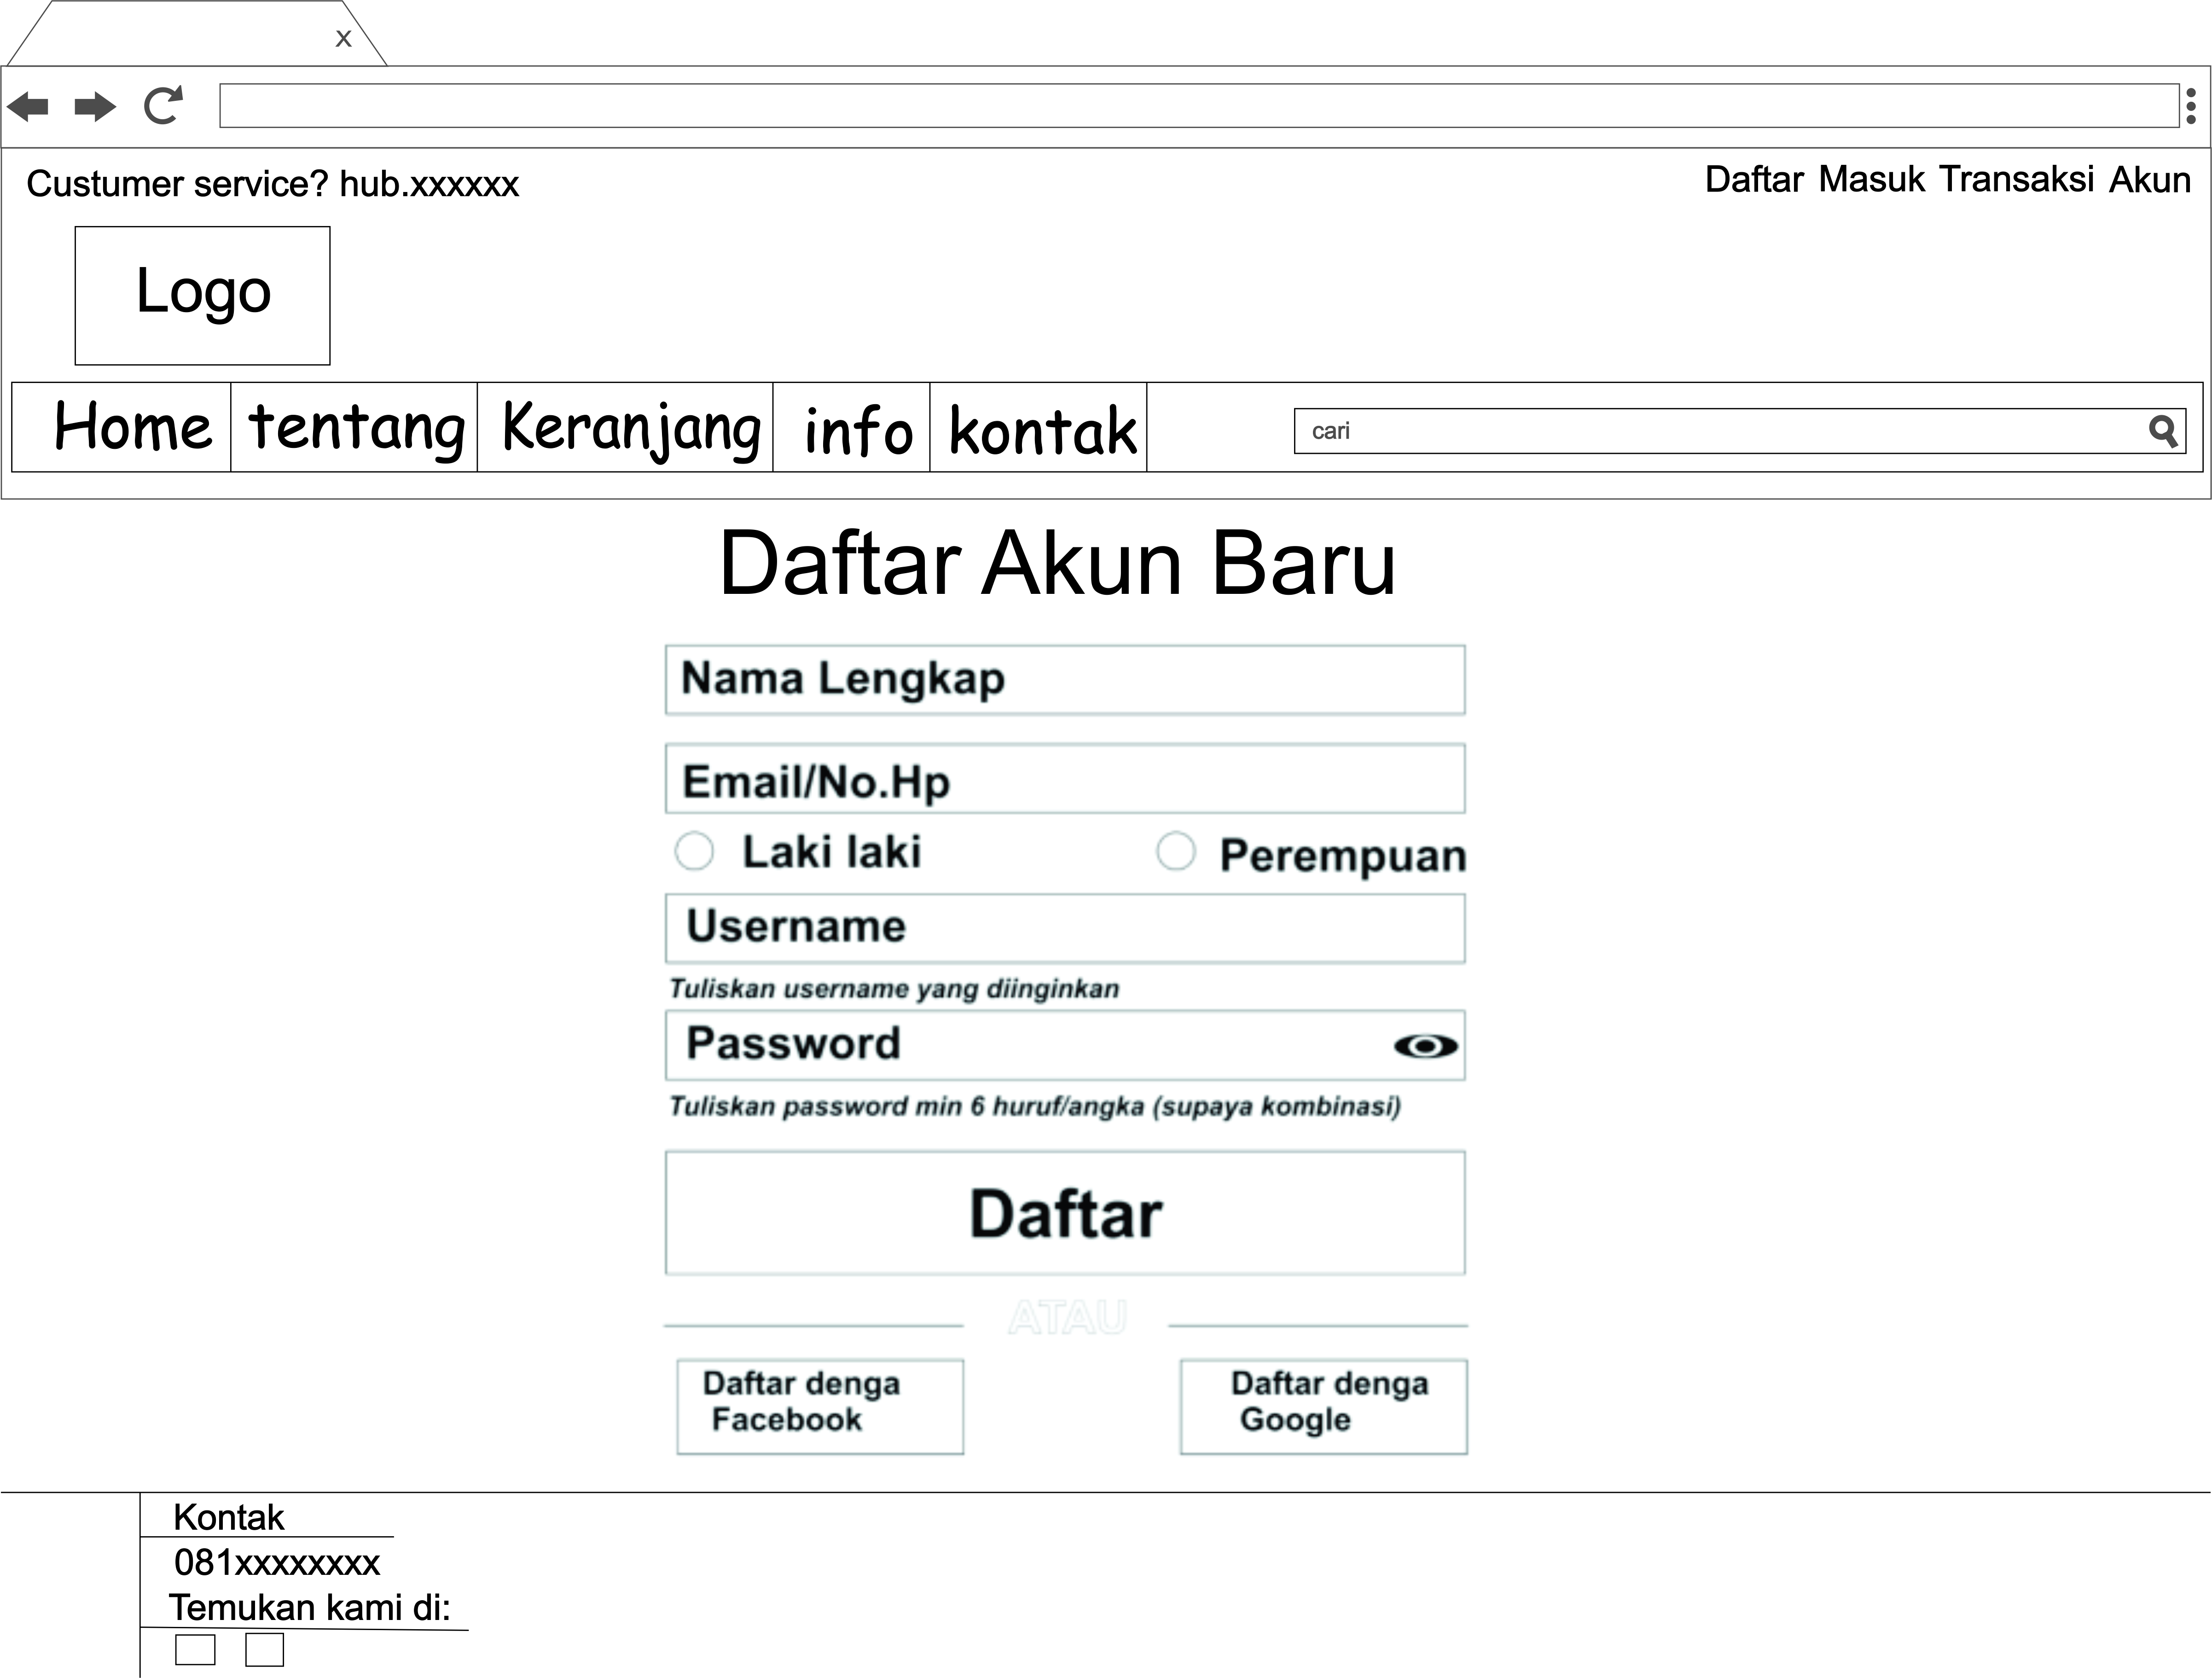 x
Custumer service? hub.xxxxxx
Daftar Masuk Transaksi Akun
Logo
Home tentang Keranjang info kontak
cari
Daftar Akun Baru
Nama Lengkap
Email/No.Hp
Laki laki Perempuan
Username
Tuliskan username yang diinginkan
Password
Tuliskan password min 6 huruf/angka (supaya kombinasi)
Daftar
ATAU
Daftar denga
Facebook
Daftar denga
Google
Kontak
081xxxxxxxx
Temukan kami di: